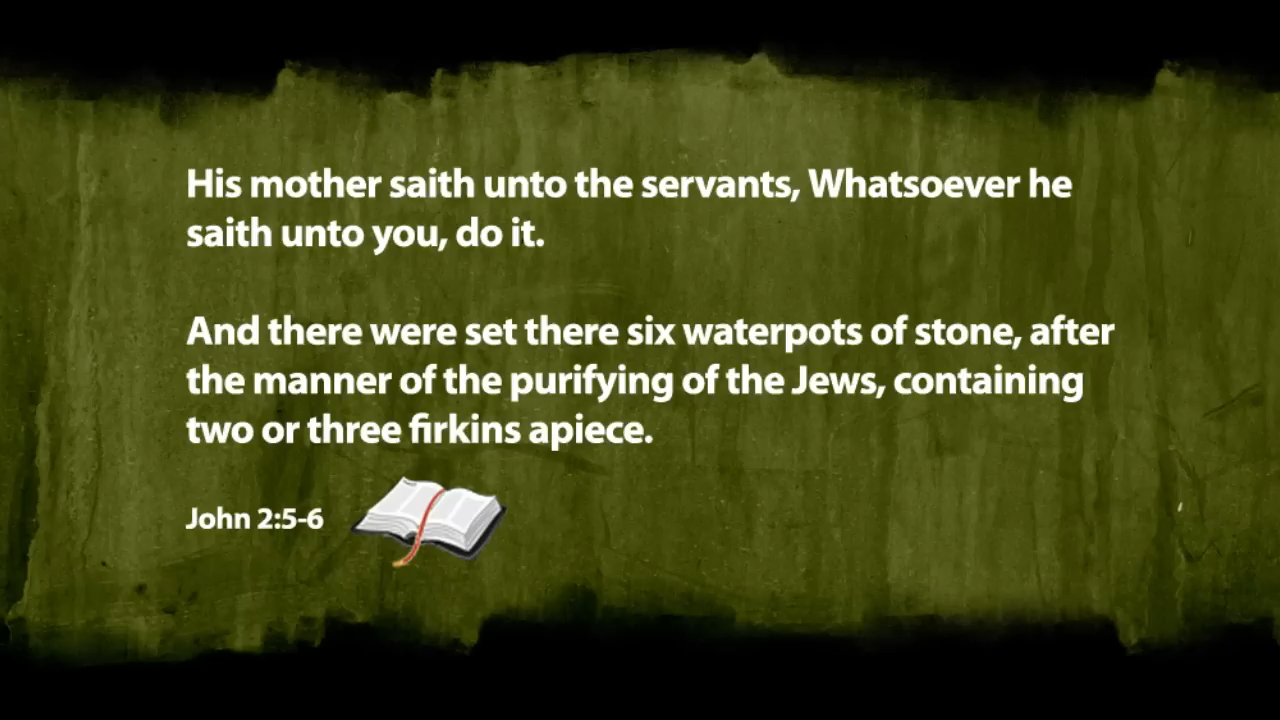 His mother saith unto the servants, Whatsoever he
saith unto you, do it.
And there were set there six waterpots of stone, after
the manner of the purifying of the Jews, containing
two or three firkins apiece.
John 2:5-6